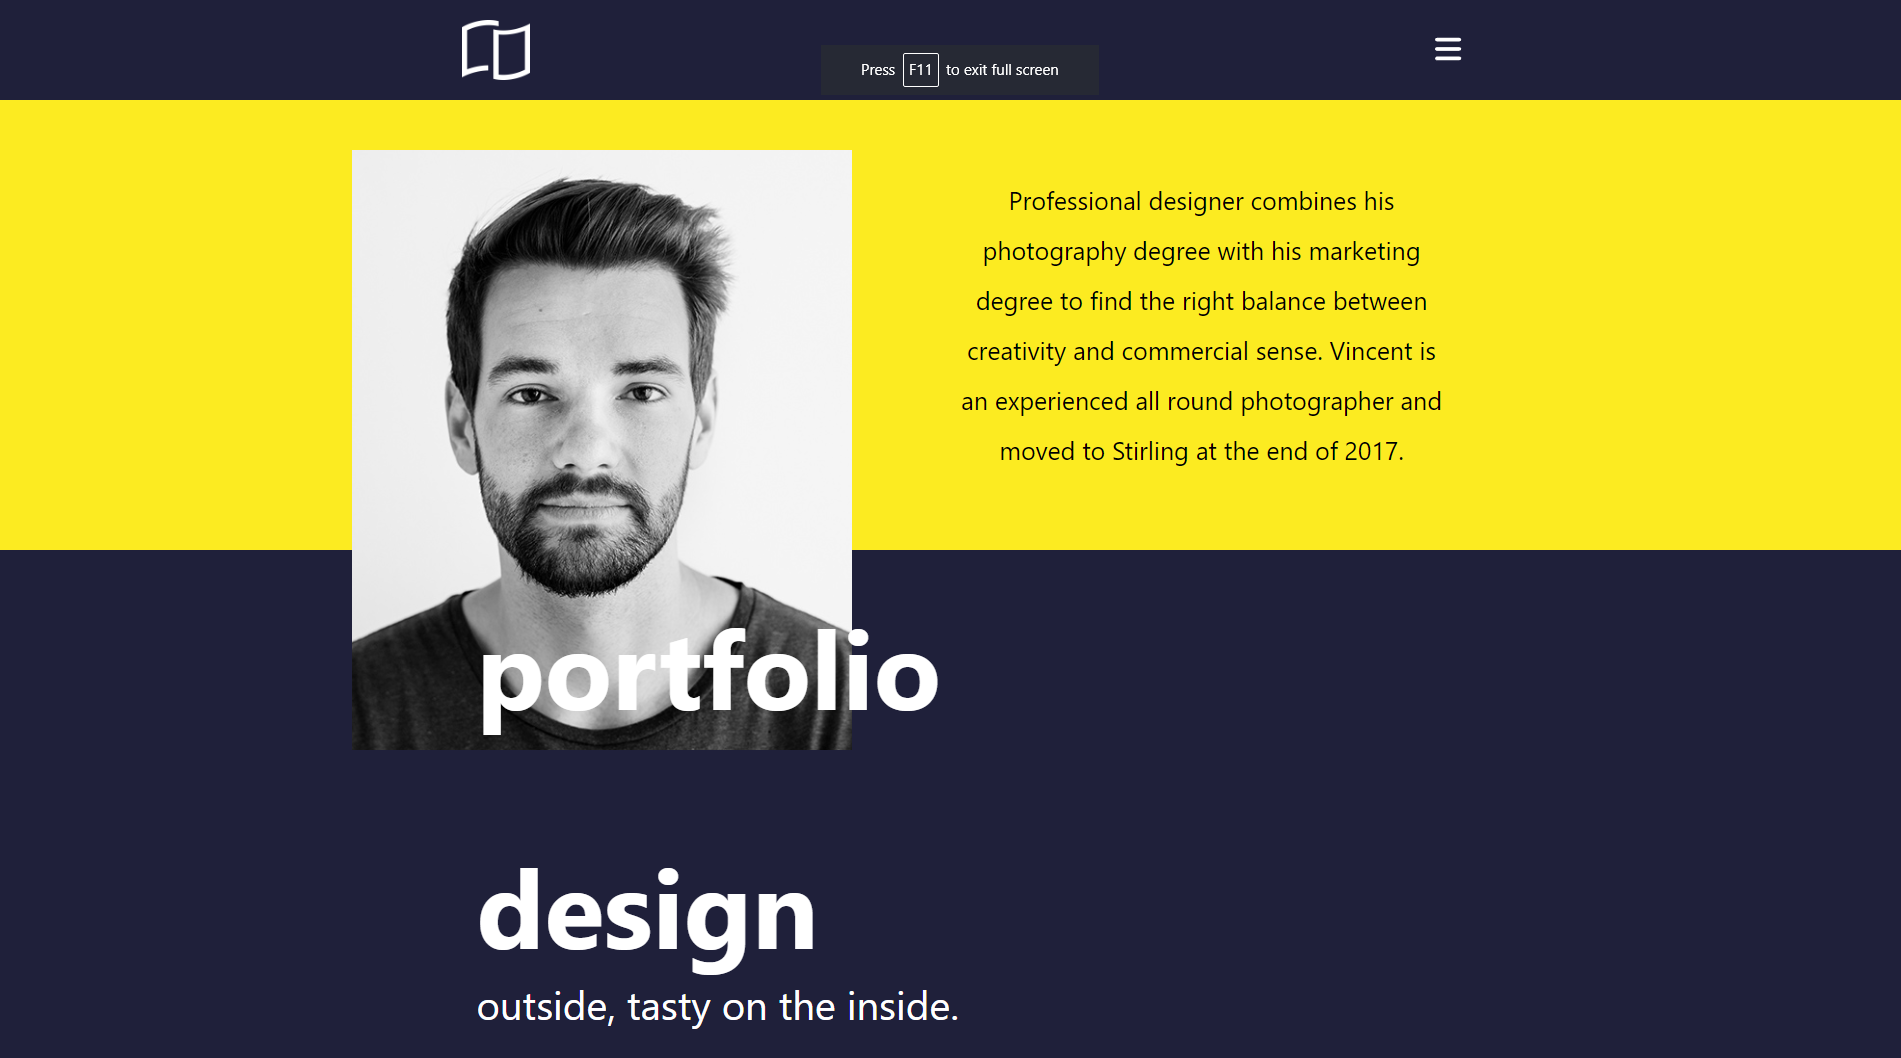 Press F11 to exit full screen
Professional designer combines his
photography degree with his marketing
degree to find the right balance between
creativity and commercial sense. Vincent is
an experienced all round photographer and
moved to Stirling at the end of 2017.
portfolio
design
outside, tasty on the inside.